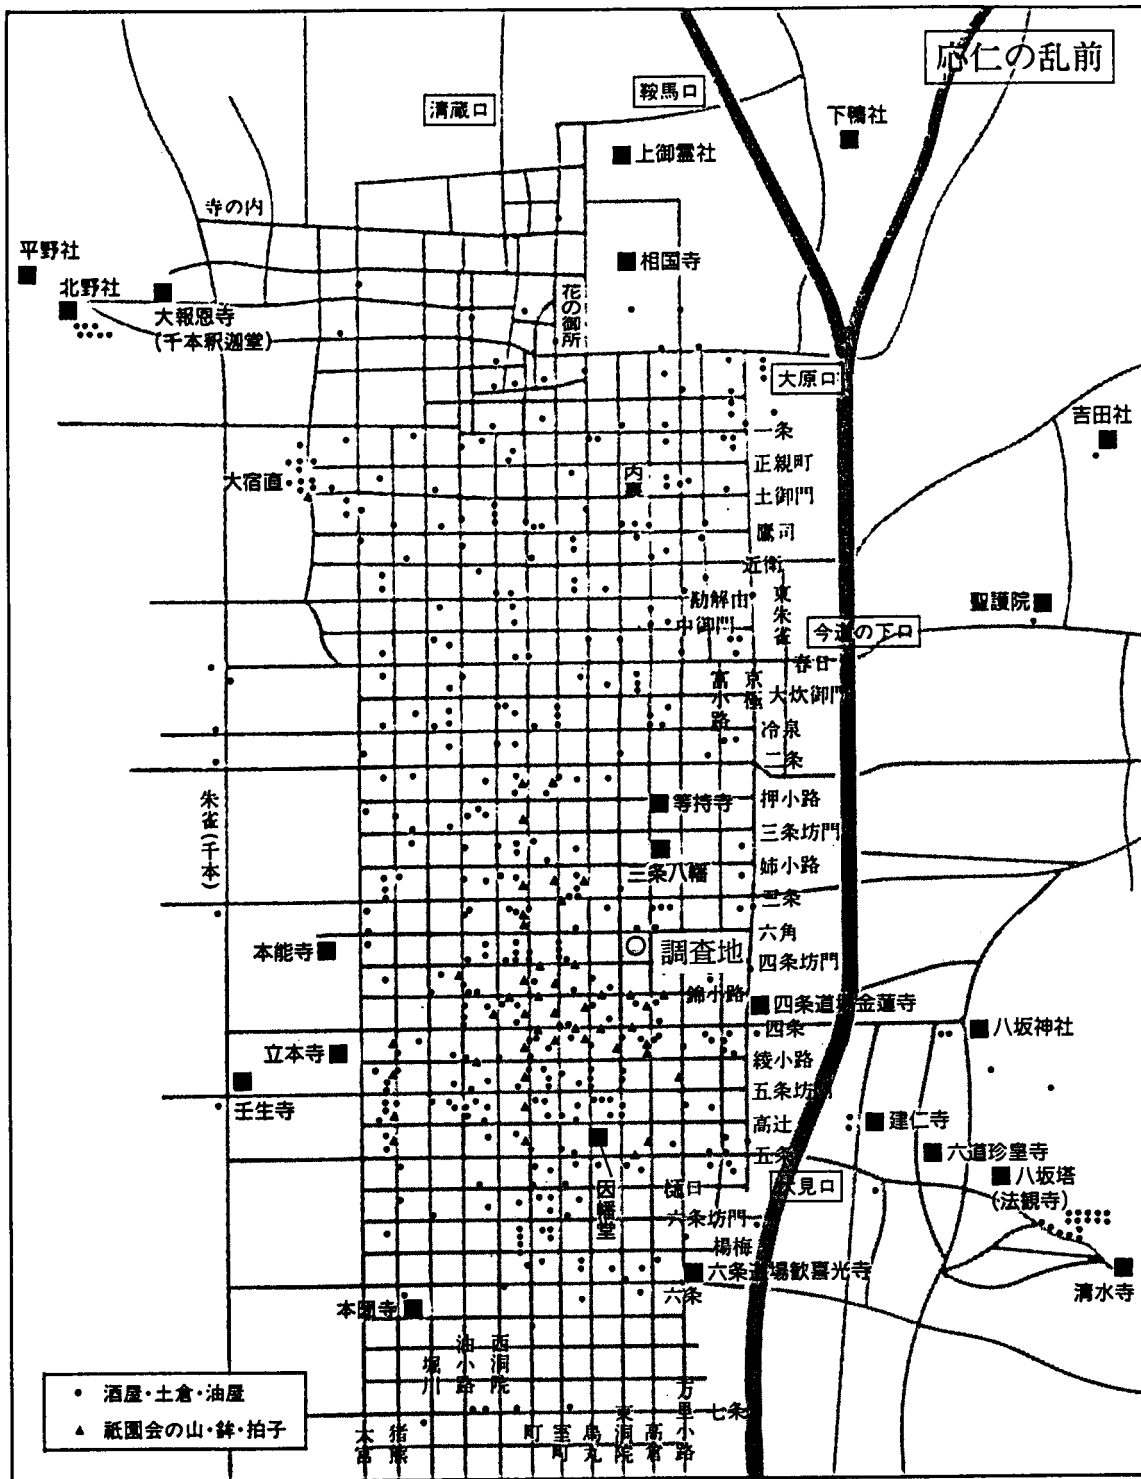 応仁の乱前
鞍馬口
清蔵口
下鴨社
上御霊社
寺の内
平野社
相国寺
北野社
花の御所
大報恩寺
(千本釈迦堂)
大原口
吉田社
一条
正親町
内裏
大宿直
土御門
鷹司
近衛
勘解由
東朱雀
聖護院
中御門
今道の下口
春日
富小路
京極
大炊御門
冷泉
二条
朱雀(千本)
等持寺
押小路
三条坊門
姉小路
三条八幡
三条
六角
本能寺
調査地
四条坊門
錦小路
四条道場金蓮寺
四条
八坂神社
立本寺
綾小路
壬生寺
五条坊門
高辻
建仁寺
五条
六道珍皇寺
八坂塔
(法観寺)
因幡堂
樋口
伏見口
六条坊門
楊梅
六条道場歓喜光寺
六条
清水寺
本圀寺
西洞院
油小路
堀川
万里小路
七条
大宮
猪熊
町
室町
烏丸
東洞院
高倉
酒屋・土倉・油屋
祇園会の山・鉾・拍子